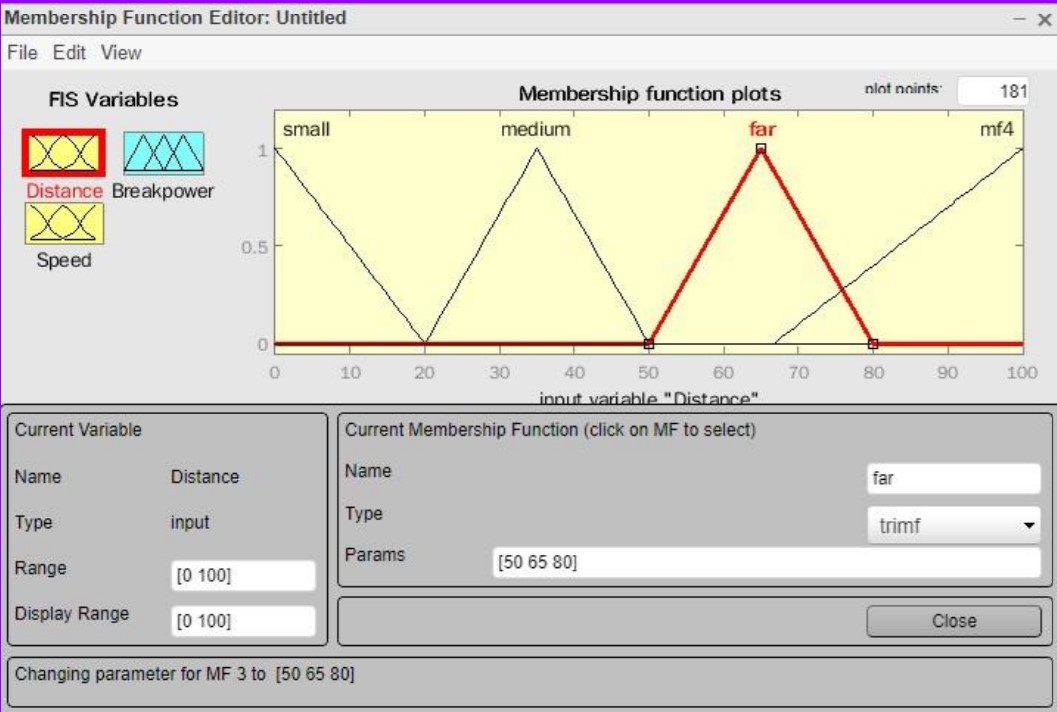 Membership Function Editor: Untitled
File Edit View
FIS Variables
Distance Breakpower
Speed
Membership function plots
plot points: 181
small medium far mf4
1
0.5
0
0 10 20 30 40 50 60 70 80 90 100
input variable "Distance"
Current Variable
Name Distance
Type input
Range [0 100]
Display Range [0 100]
Current Membership Function (click on MF to select)
Name far
Type trimf
Params [50 65 80]
Close
Changing parameter for MF 3 to [50 65 80]